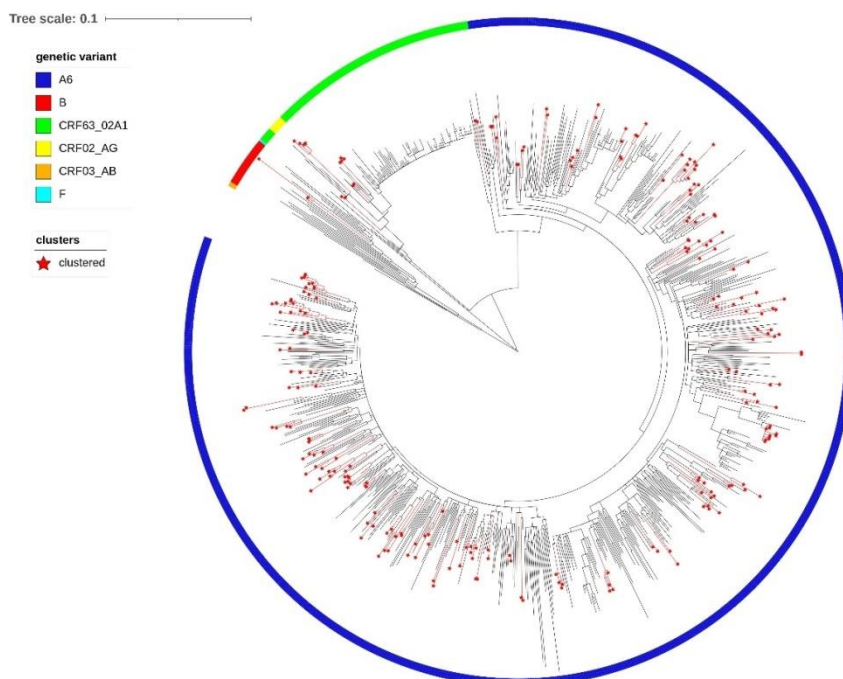 Tree scale: 0.1
genetic variant
A6
B
CRF63_02A1
CRF02_AG
CRF03_AB
F
clusters
clustered